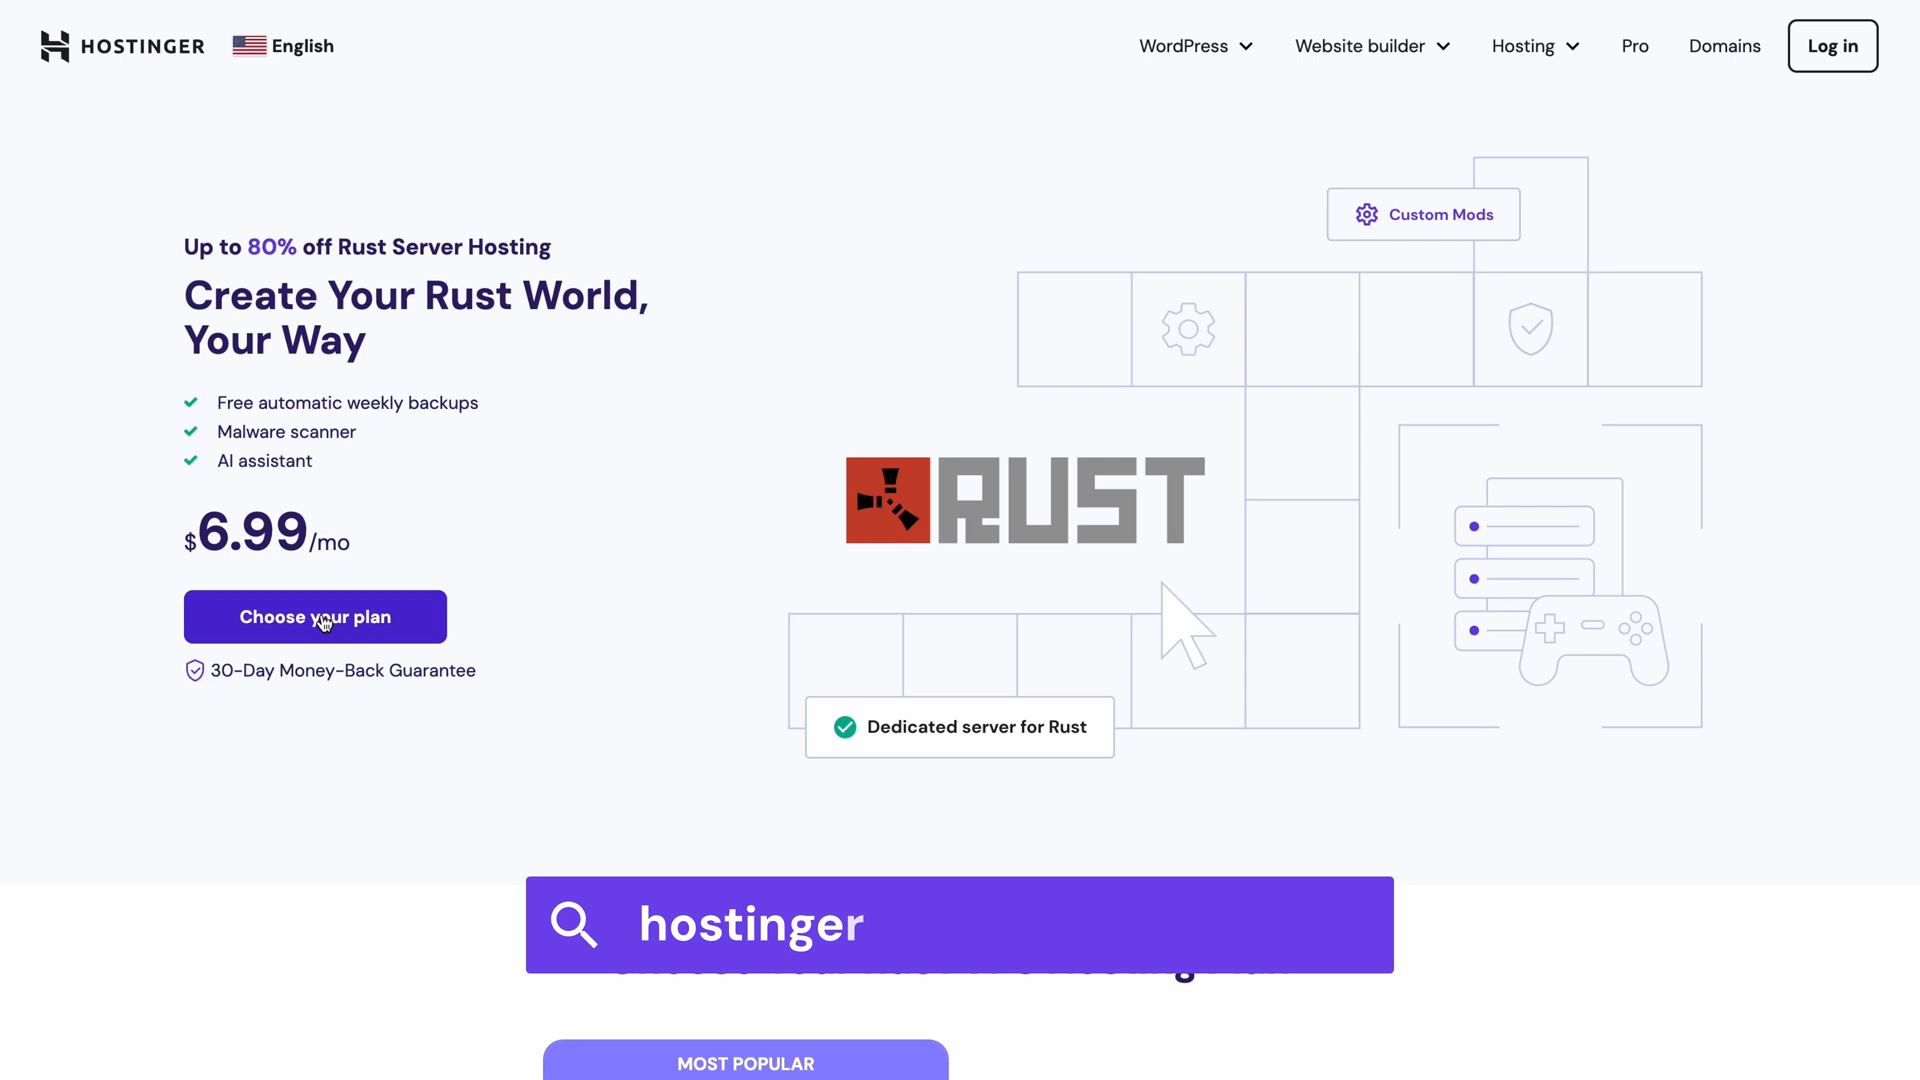 HOSTINGER
English
WordPress
Website builder
Hosting
Pro
Domains
Log in
Up to 80% off Rust Server Hosting
Create Your Rust World,
Your Way
Free automatic weekly backups
Malware scanner
AI assistant
$6.99/mo
Choose your plan
30-Day Money-Back Guarantee
Custom Mods
RUST
Dedicated server for Rust
hostinger
MOST POPULAR